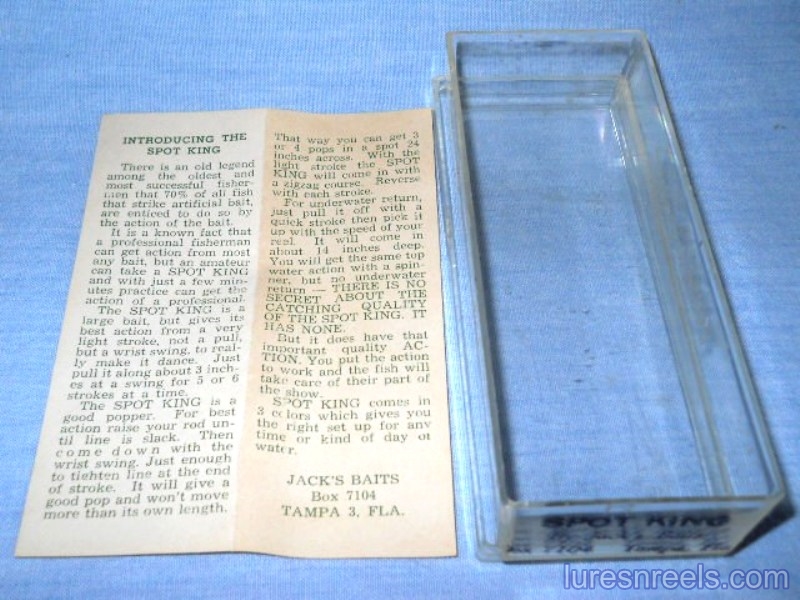 INTRODUCING THE
SPOT KING
There is an old legend
among the oldest and
most successful fisher-
men that 70% of all fish
that strike artificial bait,
are enticed to do so by
the action of the bait.
It is a known fact that
a professional fisherman
can get action from most
any bait, but an amateur
can take a SPOT KING
and with just a few min-
utes practice can get the
action of a professional.
The SPOT KING is a
large bait, but gives its
best action from a very
light stroke, not a pull,
but a wrist swing, to real-
ly make it dance. Just
pull it along about 3 inch-
es at a swing for 5 or 6
strokes at a time.
The SPOT KING is a
good popper. For best
action raise your rod un-
til line is slack. Then
come down with the
wrist swing. Just enough
to tighten line at the end
of stroke. It will give a
good pop and won't move
more than its own length.
That way you can get 3
or 4 pops in a spot 24
inches across. With the
light stroke the SPOT
KING will come in with
a zigzag course. Reverse
with each stroke.
For underwater return,
just pull it off with a
quick stroke then pick it
up with the speed of your
reel. It will come in
about 14 inches deep.
You will get the same top
water action with a spin-
ner, but no underwater
return — THERE IS NO
SECRET ABOUT THE
CATCHING QUALITY
OF THE SPOT KING. IT
HAS NONE.
But it does have that
important quality AC-
TION. You put the action
to work and the fish will
take care of their part of
the show.
SPOT KING comes in
3 colors which gives you
the right set up for any
time or kind of day or
water.
JACK'S BAITS
Box 7104
TAMPA 3, FLA.
SPOT KING
7104 Tampa,
luresnreels.com